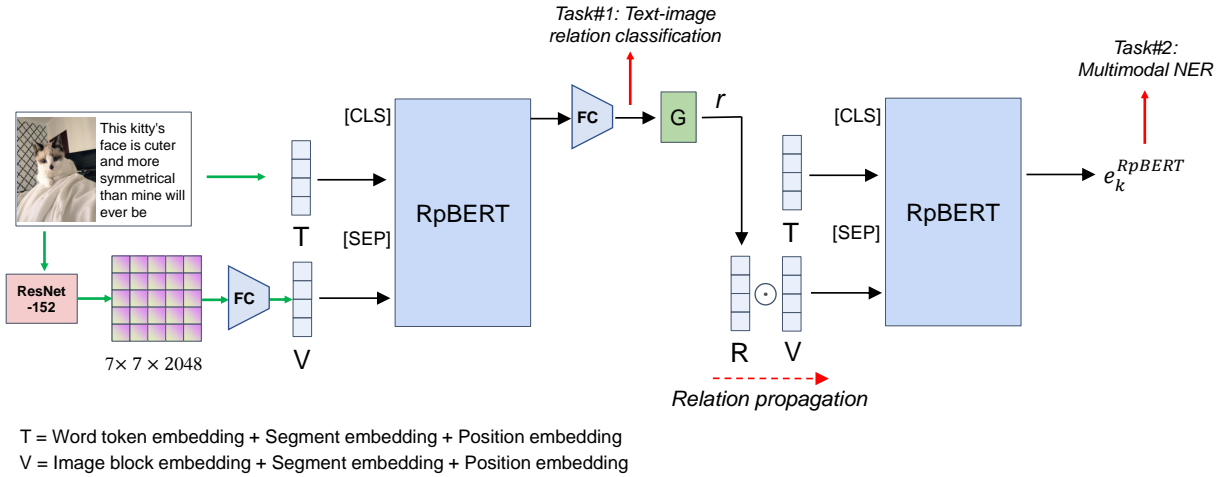 Task#1: Text-image
relation classification
Task#2:
Multimodal NER
This kitty's
face is cuter
and more
symmetrical
than mine will
ever be
[CLS]
RpBERT
[SEP]
T
FC
G
r
[CLS]
RpBERT
[SEP]
T
e_k^{RpBERT}
ResNet
-152
FC
7× 7 × 2048
V
R
⊙
V
Relation propagation
T = Word token embedding + Segment embedding + Position embedding
V = Image block embedding + Segment embedding + Position embedding